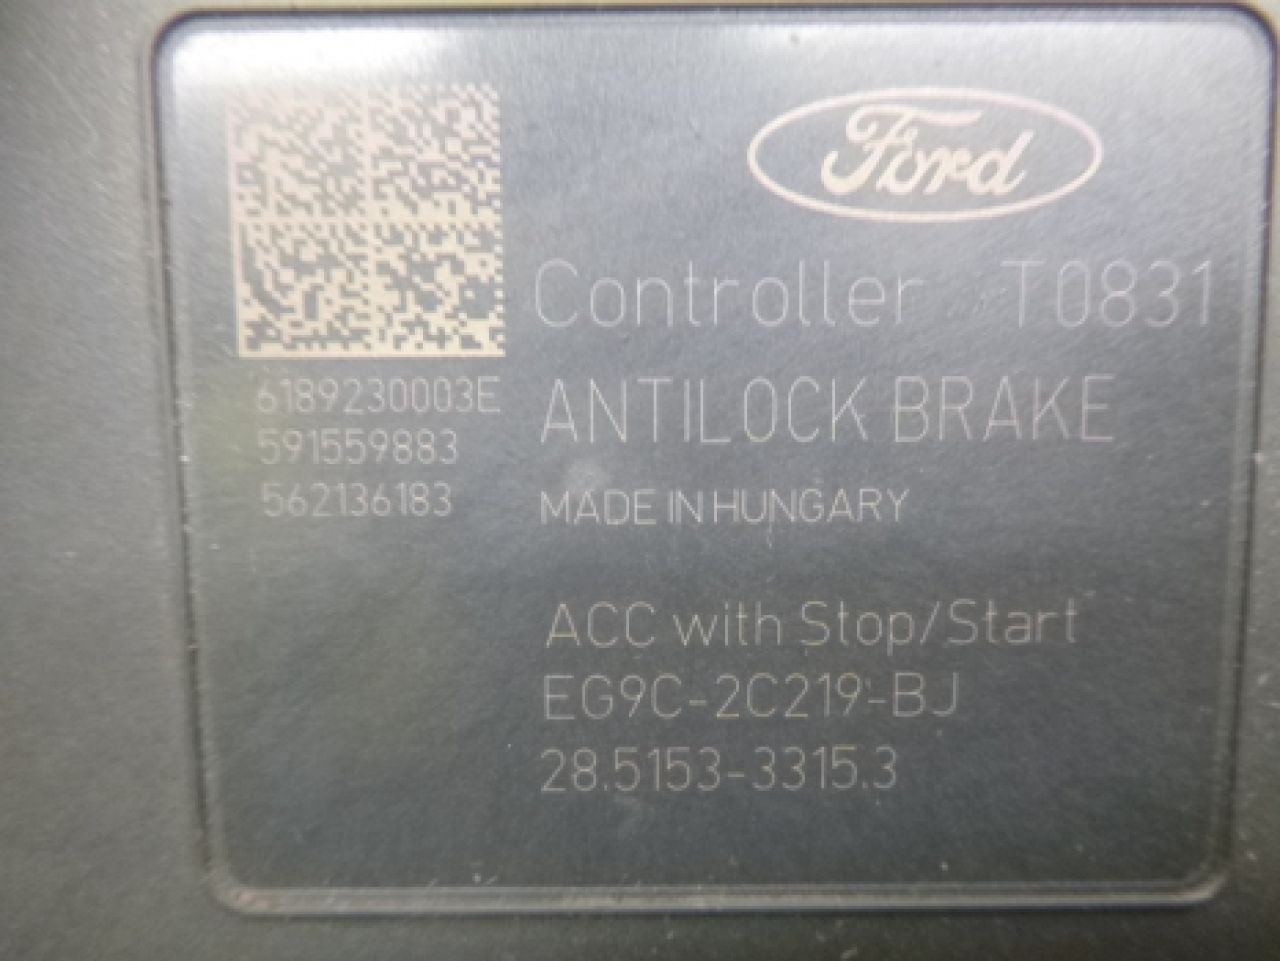 Ford
Controller T0831
ANTILOCK BRAKE
MADE IN HUNGARY
6189230003E
591559883
562136183
ACC with Stop/Start
EG9C-2C219-BJ
28.5153-3315.3